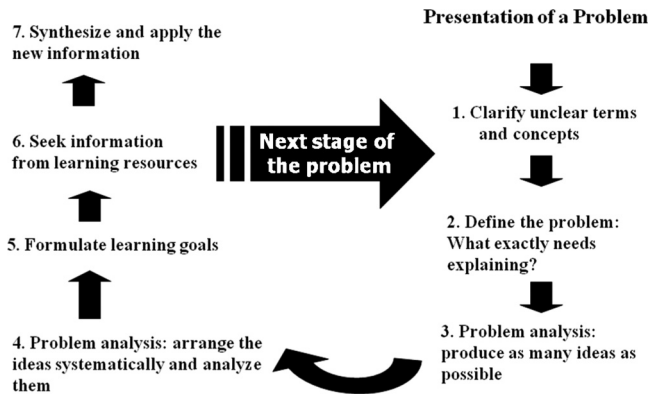 Presentation of a Problem
1. Clarify unclear terms
and concepts
2. Define the problem:
What exactly needs
explaining?
3. Problem analysis:
produce as many ideas as
possible
4. Problem analysis: arrange the
ideas systematically and analyze
them
5. Formulate learning goals
6. Seek information
from learning resources
7. Synthesize and apply the
new information
Next stage of
the problem